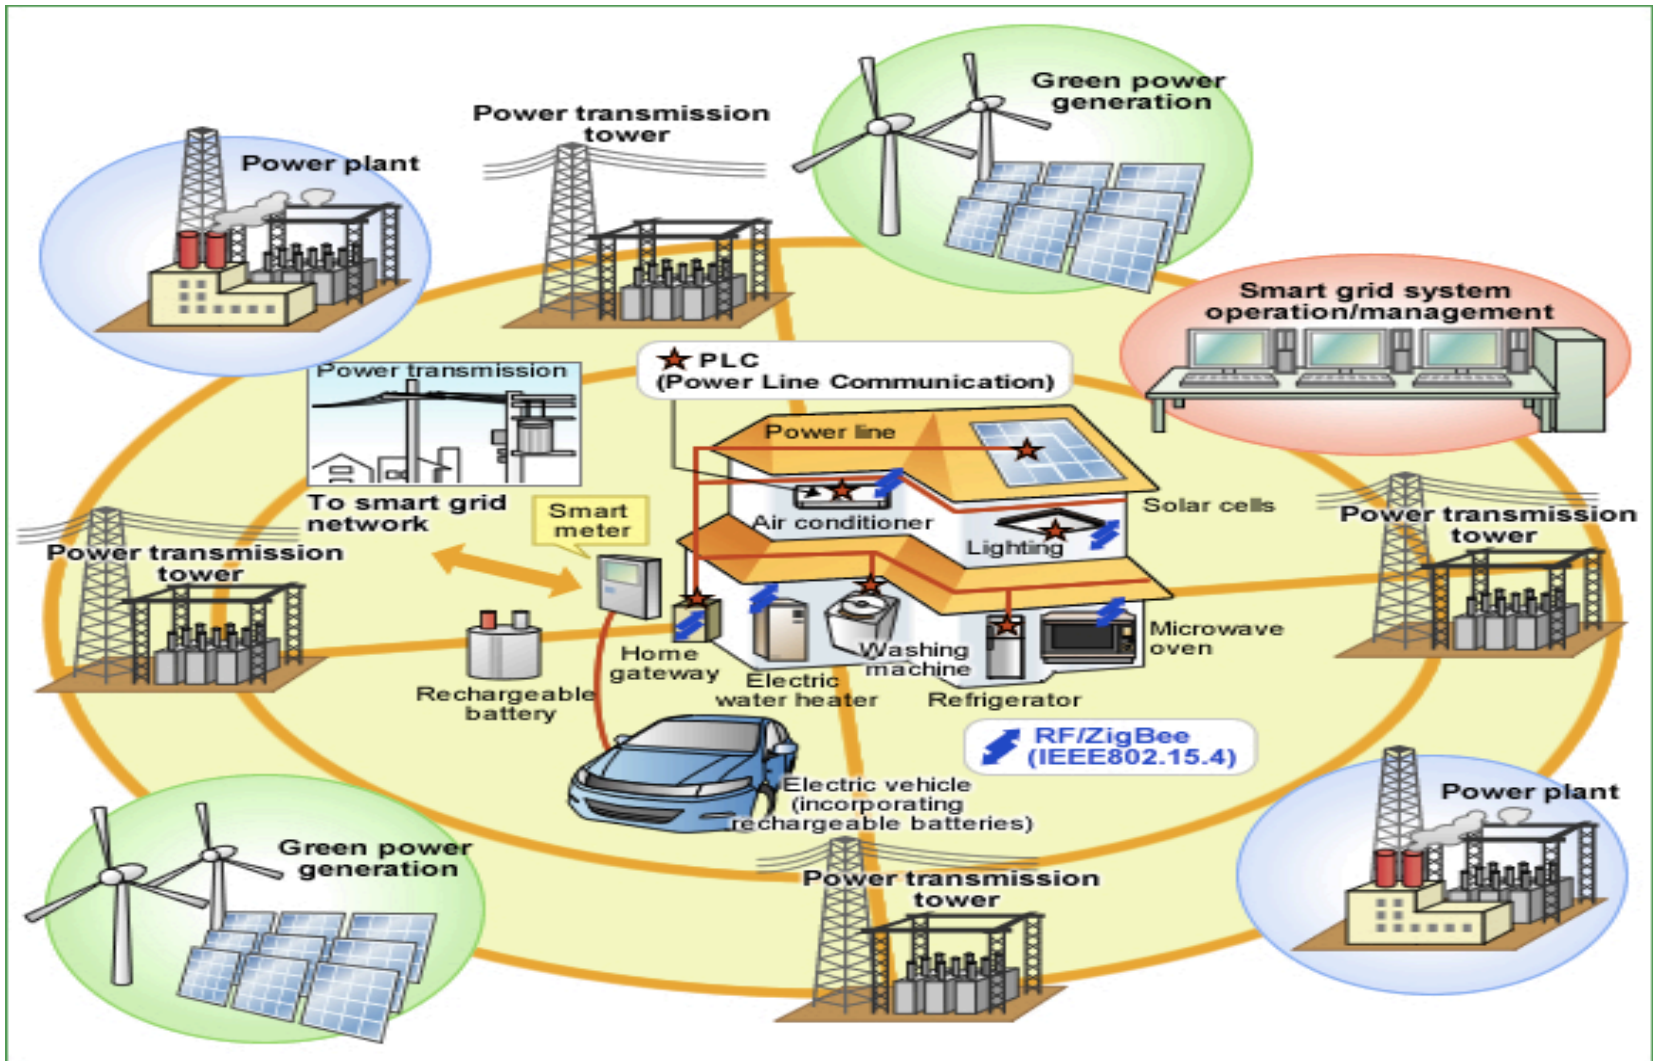 Green power
generation
Power transmission
tower
Power plant
Smart grid system
operation/management
PLC
(Power Line Communication)
Power transmission
To smart grid
network
Power line
Solar cells
Air conditioner
Lighting
Smart
meter
Power transmission
tower
Power transmission
tower
Home
gateway
Rechargeable
battery
Electric
water heater
Washing
machine
Refrigerator
Microwave
oven
RF/ZigBee
(IEEE802.15.4)
Electric vehicle
(incorporating
rechargeable batteries)
Power plant
Green power
generation
Power transmission
tower